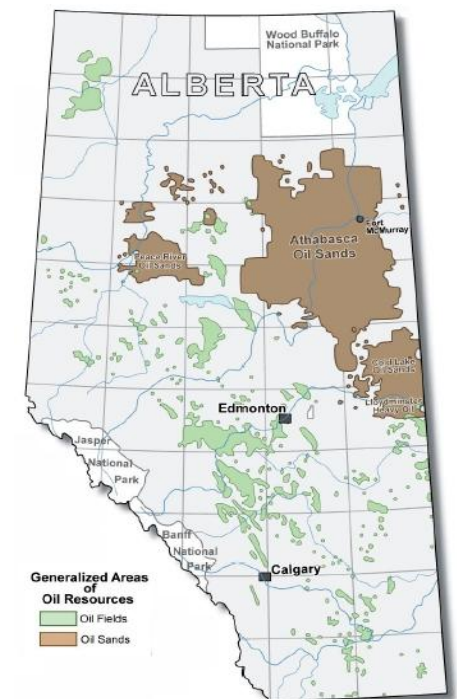 Wood Buffalo
National Park
ALBERTA
Fort
McMurray
Athabasca
Oil Sands
Peace River
Oil Sands
Cold Lake
Oil Sands
Lloydminster
Heavy Oil
Edmonton
Jasper
National
Park
Banff
National
Park
Calgary
Generalized Areas
of
Oil Resources
Oil Fields
Oil Sands